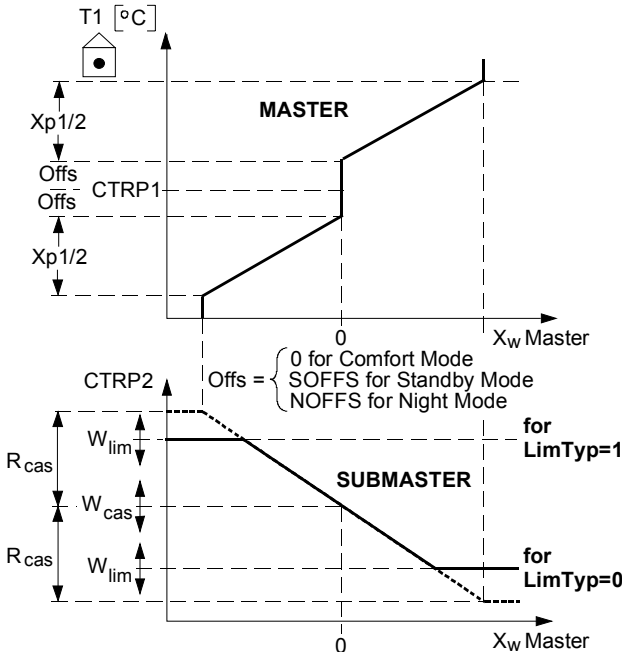 T1 [°C]
MASTER
Xp1/2
Offs
CTRP1
Offs
Xp1/2
0
Xw Master
CTRP2
Offs = { 0 for Comfort Mode
SOFFS for Standby Mode
NOFFS for Night Mode
for
LimTyp=1
Wlim
Rcas
SUBMASTER
Wcas
Rcas
Wlim
for
LimTyp=0
0
Xw Master